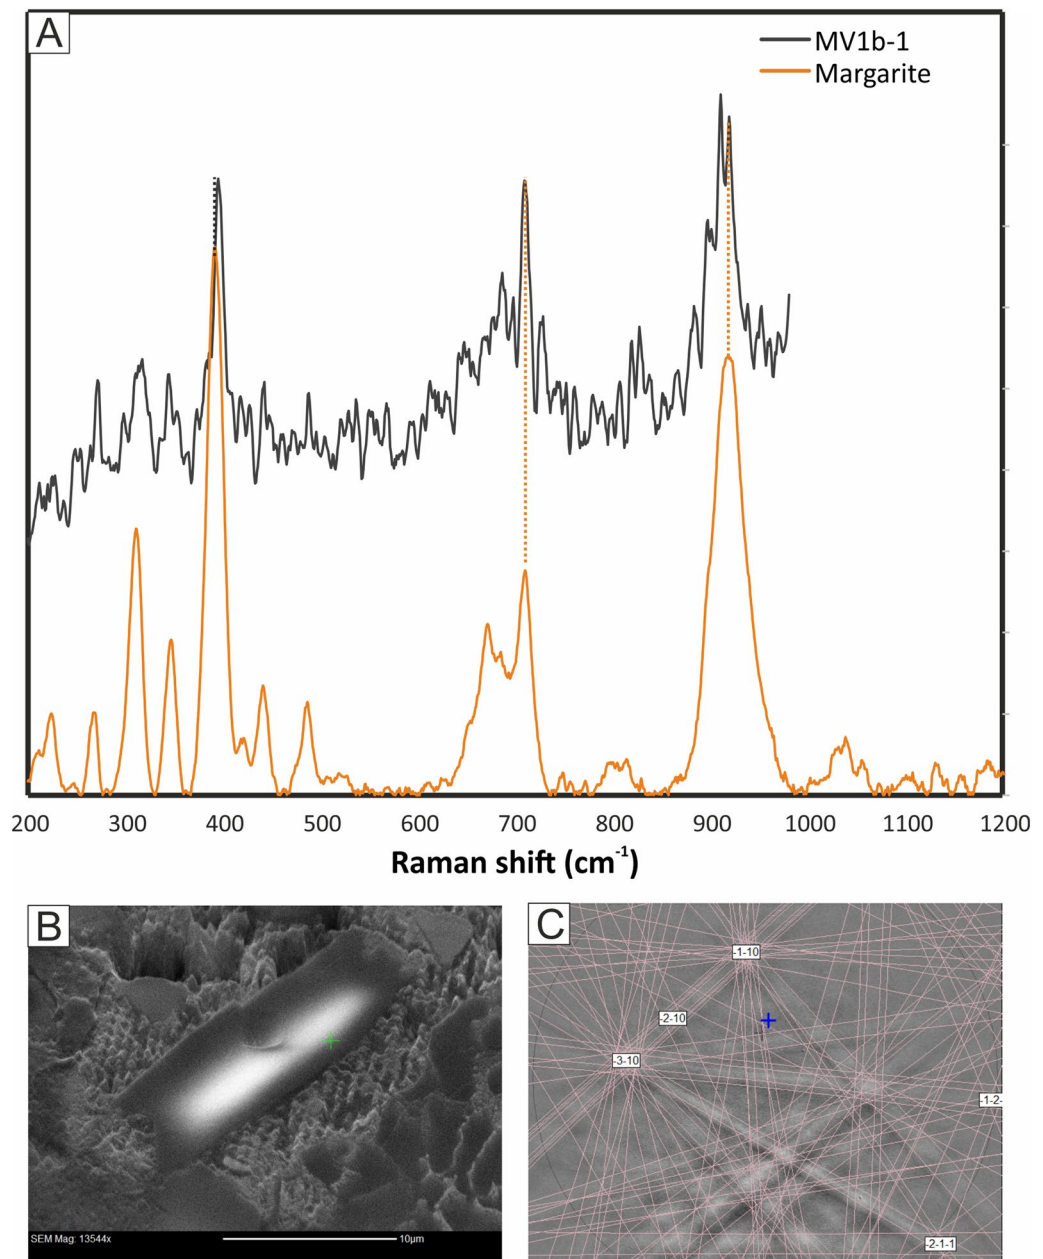 A
MV1b-1
Margarite
200 300 400 500 600 700 800 900 1000 1100 1200
Raman shift (cm⁻¹)
B
SEM Mag: 13544x
10µm
C
-1-10
-2-10
-3-10
-1-2-
-2-1-1